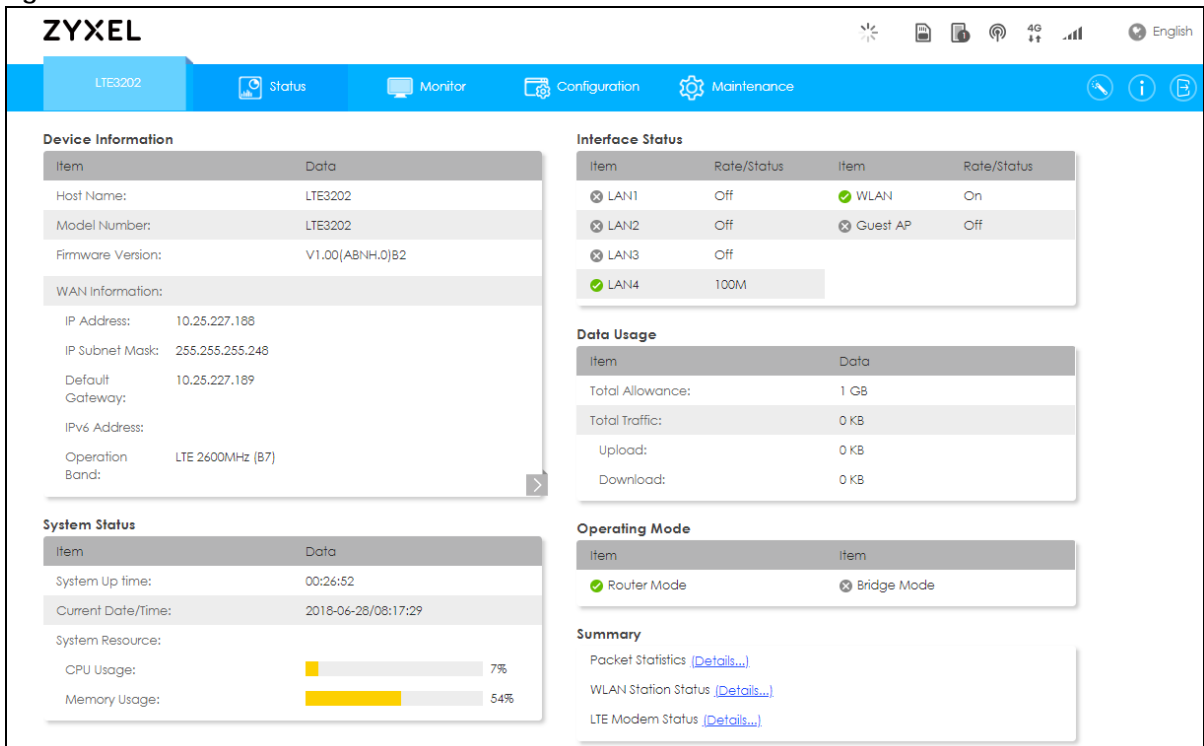 ZYXEL
4G
English
LTE3202
Status
Monitor
Configuration
Maintenance
Device Information
Item Data
Host Name: LTE3202
Model Number: LTE3202
Firmware Version: V1.00(ABNH.0)B2
WAN Information:
IP Address: 10.25.227.188
IP Subnet Mask: 255.255.255.248
Default
Gateway: 10.25.227.189
IPv6 Address:
Operation
Band: LTE 2600MHz (B7)
System Status
Item Data
System Up time: 00:26:52
Current Date/Time: 2018-06-28/08:17:29
System Resource:
CPU Usage: 7%
Memory Usage: 54%
Interface Status
Item Rate/Status Item Rate/Status
LAN1 Off WLAN On
LAN2 Off Guest AP Off
LAN3 Off
LAN4 100M
Data Usage
Item Data
Total Allowance: 1 GB
Total Traffic: 0 KB
Upload: 0 KB
Download: 0 KB
Operating Mode
Item Item
Router Mode Bridge Mode
Summary
Packet Statistics (Details...)
WLAN Station Status (Details...)
LTE Modem Status (Details...)